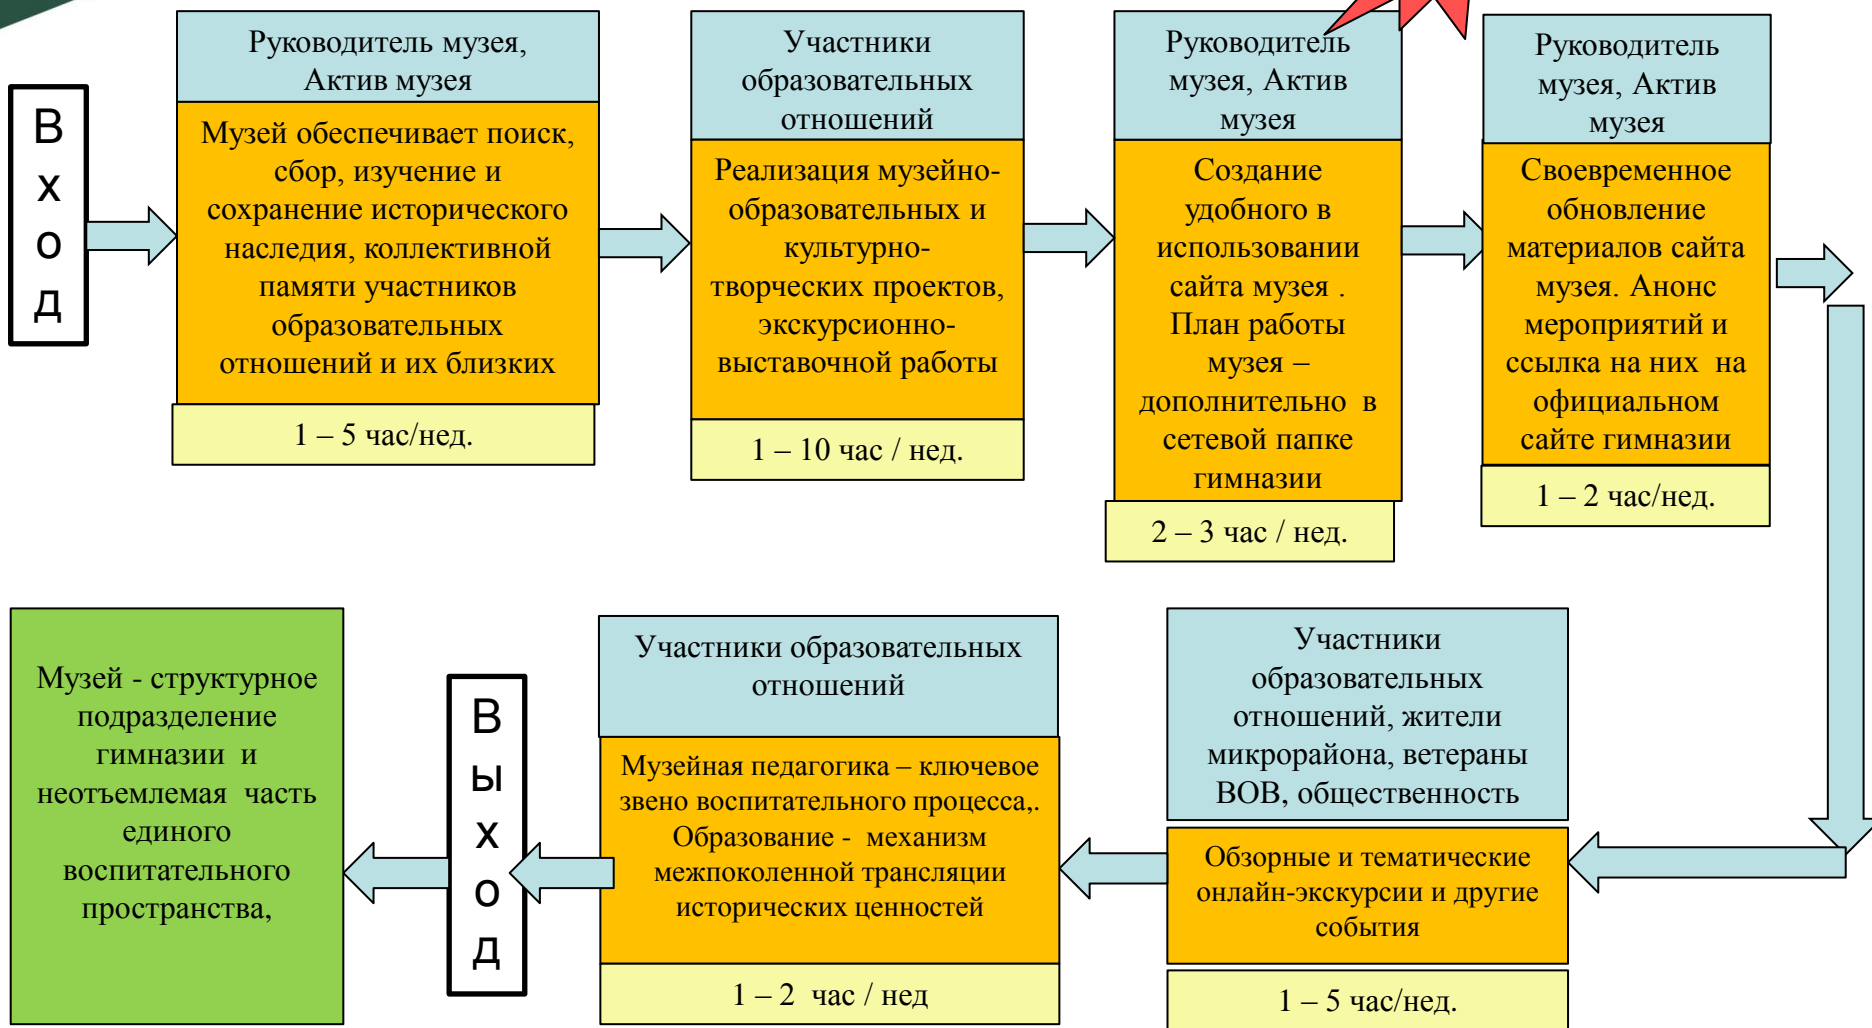 В
х
о
д
Руководитель музея,
Актив музея
Музей обеспечивает поиск,
сбор, изучение и
сохранение исторического
наследия, коллективной
памяти участников
образовательных
отношений и их близких
1 – 5 час/нед.
Участники
образовательных
отношений
Реализация музейно-
образовательных и
культурно-
творческих проектов,
экскурсионно-
выставочной работы
1 – 10 час / нед.
Руководитель
музея, Актив
музея
Создание
удобного в
использовании
сайта музея .
План работы
музея –
дополнительно в
сетевой папке
гимназии
2 – 3 час / нед.
Руководитель
музея, Актив
музея
Своевременное
обновление
материалов сайта
музея. Анонс
мероприятий и
ссылка на них на
официальном
сайте гимназии
1 – 2 час/нед.
Участники
образовательных
отношений, жители
микрорайона, ветераны
ВОВ, общественность
Обзорные и тематические
онлайн-экскурсии и другие
события
1 – 5 час/нед.
Участники образовательных
отношений
Музейная педагогика – ключевое
звено воспитательного процесса,.
Образование - механизм
межпоколенной трансляции
исторических ценностей
1 – 2 час / нед
В
ы
х
о
д
Музей - структурное
подразделение
гимназии и
неотъемлемая часть
единого
воспитательного
пространства,